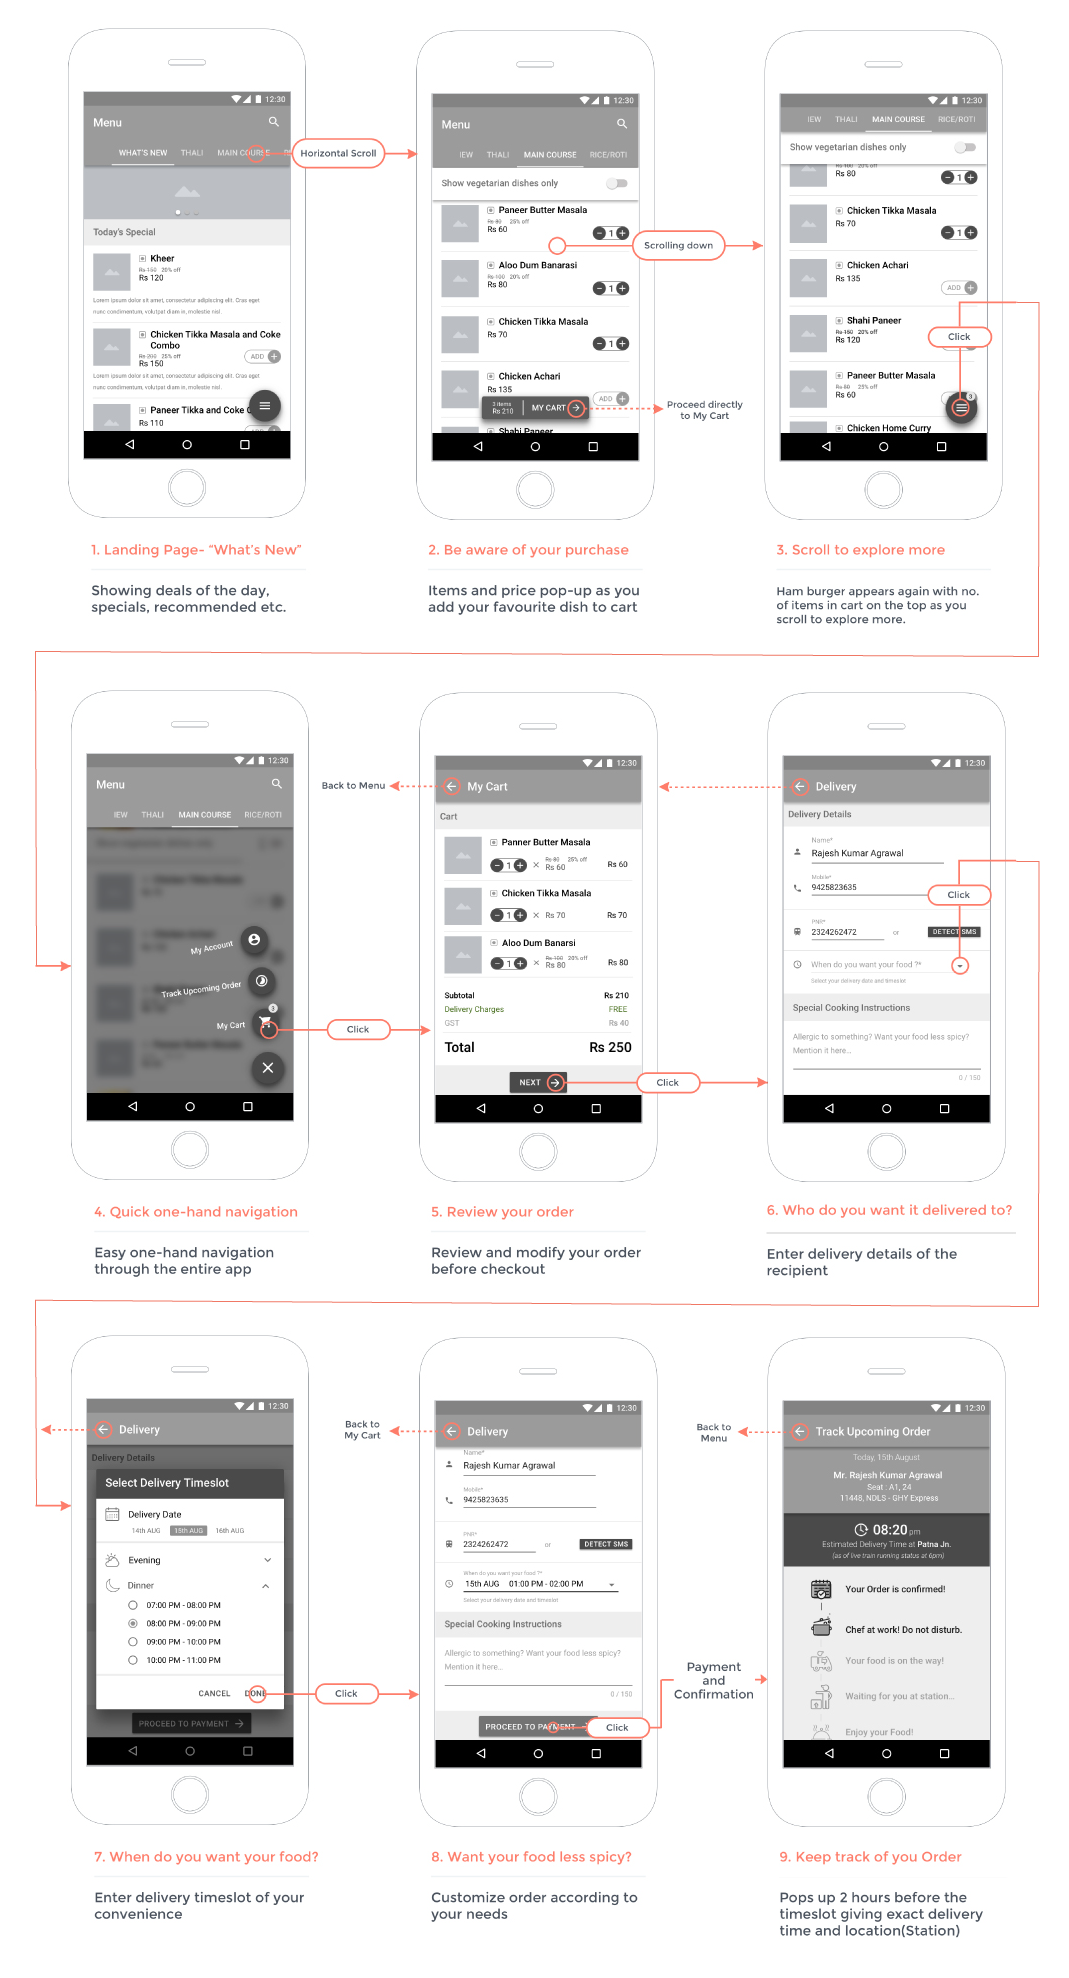 12:30
Menu
WHAT'S NEW THALI MAIN COURSE
Today's Special
Kheer
Rs 150 20% off
Rs 120
Lorem ipsum dolor sit amet, consectetur adipiscing elit. Cras eget
nunc condimentum, volutpat diam in, molestie nisl.
Chicken Tikka Masala and Coke
Combo
Rs 200 25% off
Rs 150
ADD +
Lorem ipsum dolor sit amet, consectetur adipiscing elit. Cras eget
nunc condimentum, volutpat diam in, molestie nisl.
Paneer Tikka and Coke
Rs 110
Horizontal Scroll
12:30
Menu
IEW THALI MAIN COURSE RICE/ROTI
Show vegetarian dishes only
Paneer Butter Masala
Rs 80 25% off
Rs 60
− 1 +
Aloo Dum Banarasi
Rs 100 20% off
Rs 80
− 1 +
Chicken Tikka Masala
Rs 70
− 1 +
Chicken Achari
Rs 135
ADD +
3 Items
Rs 210
MY CART
Shahi Paneer
Scrolling down
Proceed directly
to My Cart
12:30
IEW THALI MAIN COURSE RICE/ROTI
Show vegetarian dishes only
Rs 100 20% off
Rs 80
− 1 +
Chicken Tikka Masala
Rs 70
− 1 +
Chicken Achari
Rs 135
ADD +
Shahi Paneer
Rs 150 20% off
Rs 120
Click
Paneer Butter Masala
Rs 80 25% off
Rs 60
3
Chicken Home Curry
1. Landing Page- “What’s New”
Showing deals of the day,
specials, recommended etc.
2. Be aware of your purchase
Items and price pop-up as you
add your favourite dish to cart
3. Scroll to explore more
Ham burger appears again with no.
of items in cart on the top as you
scroll to explore more.
12:30
Menu
IEW THALI MAIN COURSE RICE/ROTI
My Account
Track Upcoming Order
3
My Cart
Click
Back to Menu
12:30
My Cart
Cart
Panner Butter Masala
− 1 + × Rs 80 25% off
Rs 60
Rs 60
Chicken Tikka Masala
− 1 + × Rs 70 Rs 70
Aloo Dum Banarsi
− 1 + × Rs 100 20% off
Rs 80
Rs 80
Subtotal Rs 210
Delivery Charges FREE
GST Rs 40
Total Rs 250
NEXT
Click
12:30
Delivery
Delivery Details
Name*
Rajesh Kumar Agrawal
Mobile*
9425823635
Click
PNR*
2324262472 or DETECT SMS
When do you want your food ?*
Select your delivery date and timeslot
Special Cooking Instructions
Allergic to something? Want your food less spicy?
Mention it here...
0 / 150
4. Quick one-hand navigation
Easy one-hand navigation
through the entire app
5. Review your order
Review and modify your order
before checkout
6. Who do you want it delivered to?
Enter delivery details of the
recipient
12:30
Delivery
Delivery Details
Select Delivery Timeslot
Delivery Date
14th AUG 15th AUG 16th AUG
Evening
Dinner
07:00 PM - 08:00 PM
08:00 PM - 09:00 PM
09:00 PM - 10:00 PM
10:00 PM - 11:00 PM
CANCEL DONE
PROCEED TO PAYMENT
Click
Back to
My Cart
12:30
Delivery
Name*
Rajesh Kumar Agrawal
Mobile*
9425823635
PNR*
2324262472 or DETECT SMS
When do you want your food ?*
15th AUG 01:00 PM - 02:00 PM
Select your delivery date and timeslot
Special Cooking Instructions
Allergic to something? Want your food less spicy?
Mention it here...
0 / 150
PROCEED TO PAYMENT
Click
Payment
and
Confirmation
Back to
Menu
12:30
Track Upcoming Order
Today, 15th August
Mr. Rajesh Kumar Agrawal
Seat : A1, 24
11448, NDLS - GHY Express
08:20 pm
Estimated Delivery Time at Patna Jn.
(as of live train running status at 6pm)
Your Order is confirmed!
Chef at work! Do not disturb.
Your food is on the way!
Waiting for you at station...
Enjoy your Food!
7. When do you want your food?
Enter delivery timeslot of your
convenience
8. Want your food less spicy?
Customize order according to
your needs
9. Keep track of you Order
Pops up 2 hours before the
timeslot giving exact delivery
time and location(Station)